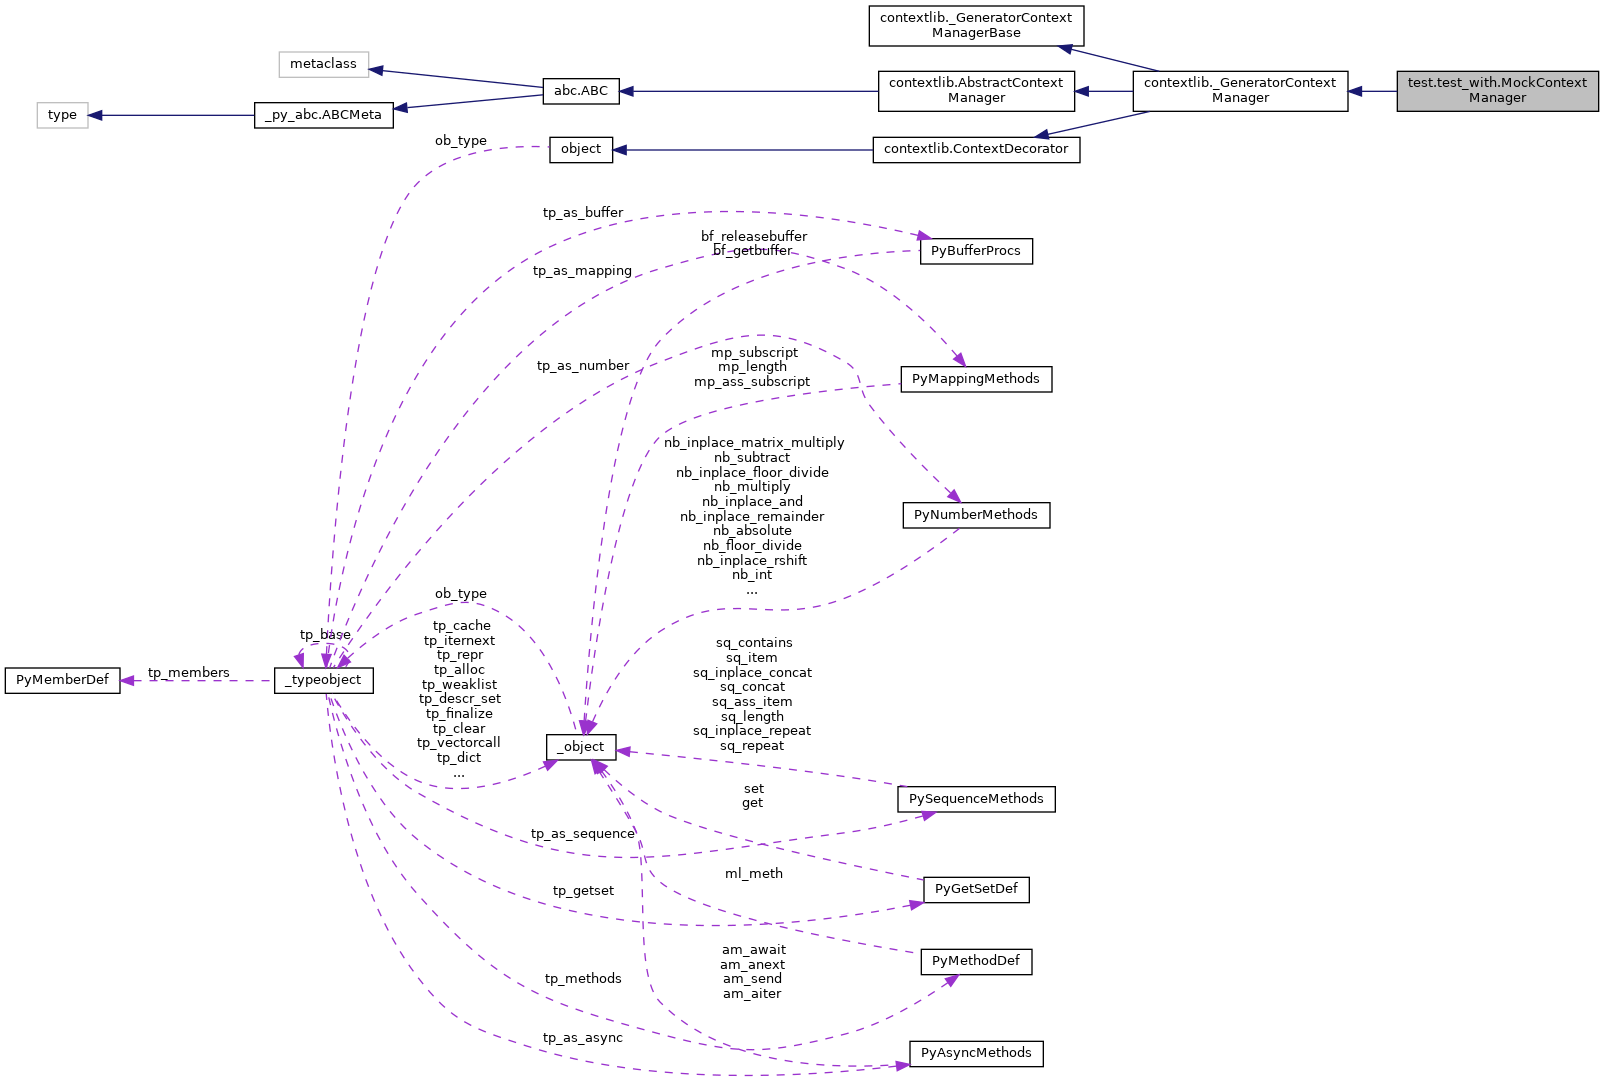 contextlib._GeneratorContext
ManagerBase
metaclass
contextlib.AbstractContext
Manager
contextlib._GeneratorContext
Manager
test.test_with.MockContext
Manager
abc.ABC
type
_py_abc.ABCMeta
ob_type
object
contextlib.ContextDecorator
tp_as_buffer
bf_releasebuffer
bf_getbuffer
PyBufferProcs
tp_as_mapping
tp_as_number
mp_subscript
mp_length
mp_ass_subscript
PyMappingMethods
nb_inplace_matrix_multiply
nb_subtract
nb_inplace_floor_divide
nb_multiply
nb_inplace_and
nb_inplace_remainder
nb_absolute
nb_floor_divide
nb_inplace_rshift
nb_int
...
PyNumberMethods
ob_type
tp_base
tp_cache
tp_iternext
tp_repr
tp_alloc
tp_weaklist
tp_descr_set
tp_finalize
tp_clear
tp_vectorcall
tp_dict
...
PyMemberDef
tp_members
_typeobject
sq_contains
sq_item
sq_inplace_concat
sq_concat
sq_ass_item
sq_length
sq_inplace_repeat
sq_repeat
_object
set
get
PySequenceMethods
tp_as_sequence
ml_meth
tp_getset
PyGetSetDef
am_await
am_anext
am_send
am_aiter
PyMethodDef
tp_methods
tp_as_async
PyAsyncMethods